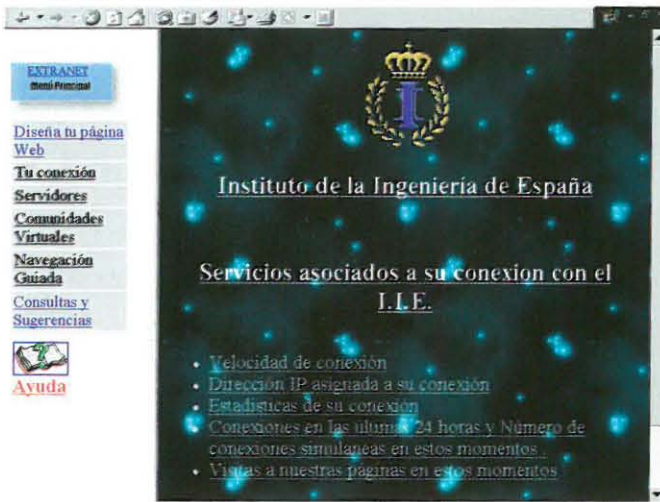 EXTRANET
Menú Principal
Diseña tu página
Web
Tu conexión
Servidores
Comunidades
Virtuales
Navegación
Guiada
Consultas y
Sugerencias
Ayuda
I
Instituto de la Ingeniería de España
Servicios asociados a su conexion con el
I.I.E.
Velocidad de conexión
Dirección IP asignada a su conexión
Estadísticas de su conexión
Conexiones en las ultimas 24 horas y Número de
conexiones simulaneas en estos momentos .
Visitas a nuestras páginas en estos momentos